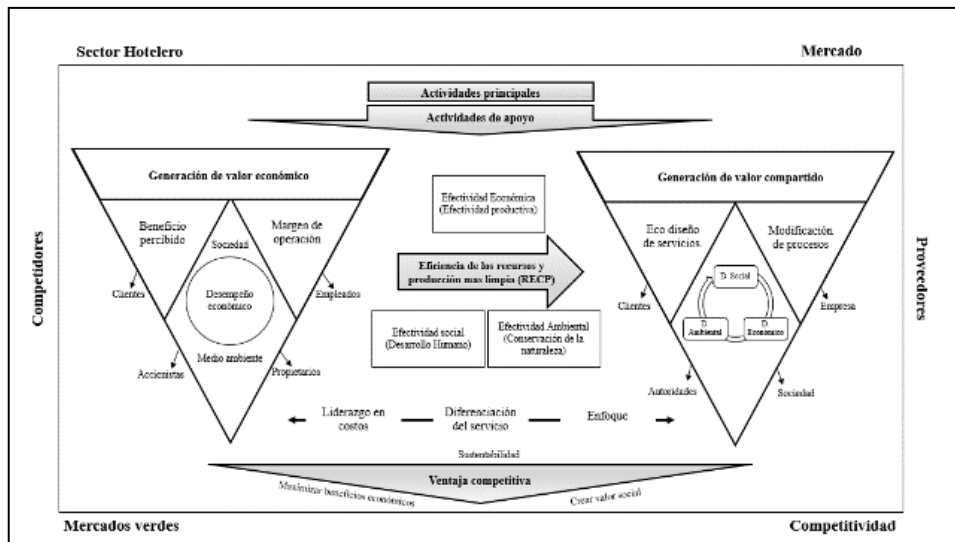 Sector Hotelero
Mercado
Actividades principales
Actividades de apoyo
Generación de valor económico
Generación de valor compartido
Efectividad Económica
(Efectividad productiva)
Beneficio
percibido
Sociedad
Margen de
operación
Eco diseño
de servicios.
Modificación
de procesos
Competidores
Proveedores
Eficiencia de los recursos y
producción mas limpia (RECP)
Clientes
Desempeño
económico
Empleados
Clientes
D. Social
D.
Ambiental
D.
Económico
Empresa
Efectividad social
(Desarrollo Humano)
Efectividad Ambiental
(Conservación de la
naturaleza)
Medio ambiente
Accionistas
Propietarios
Autoridades
Sociedad
Liderazgo en
costos
Diferenciación
del servicio
Enfoque
Sustentabilidad
Ventaja competitiva
Maximizar beneficios económicos
Crear valor social
Mercados verdes
Competitividad